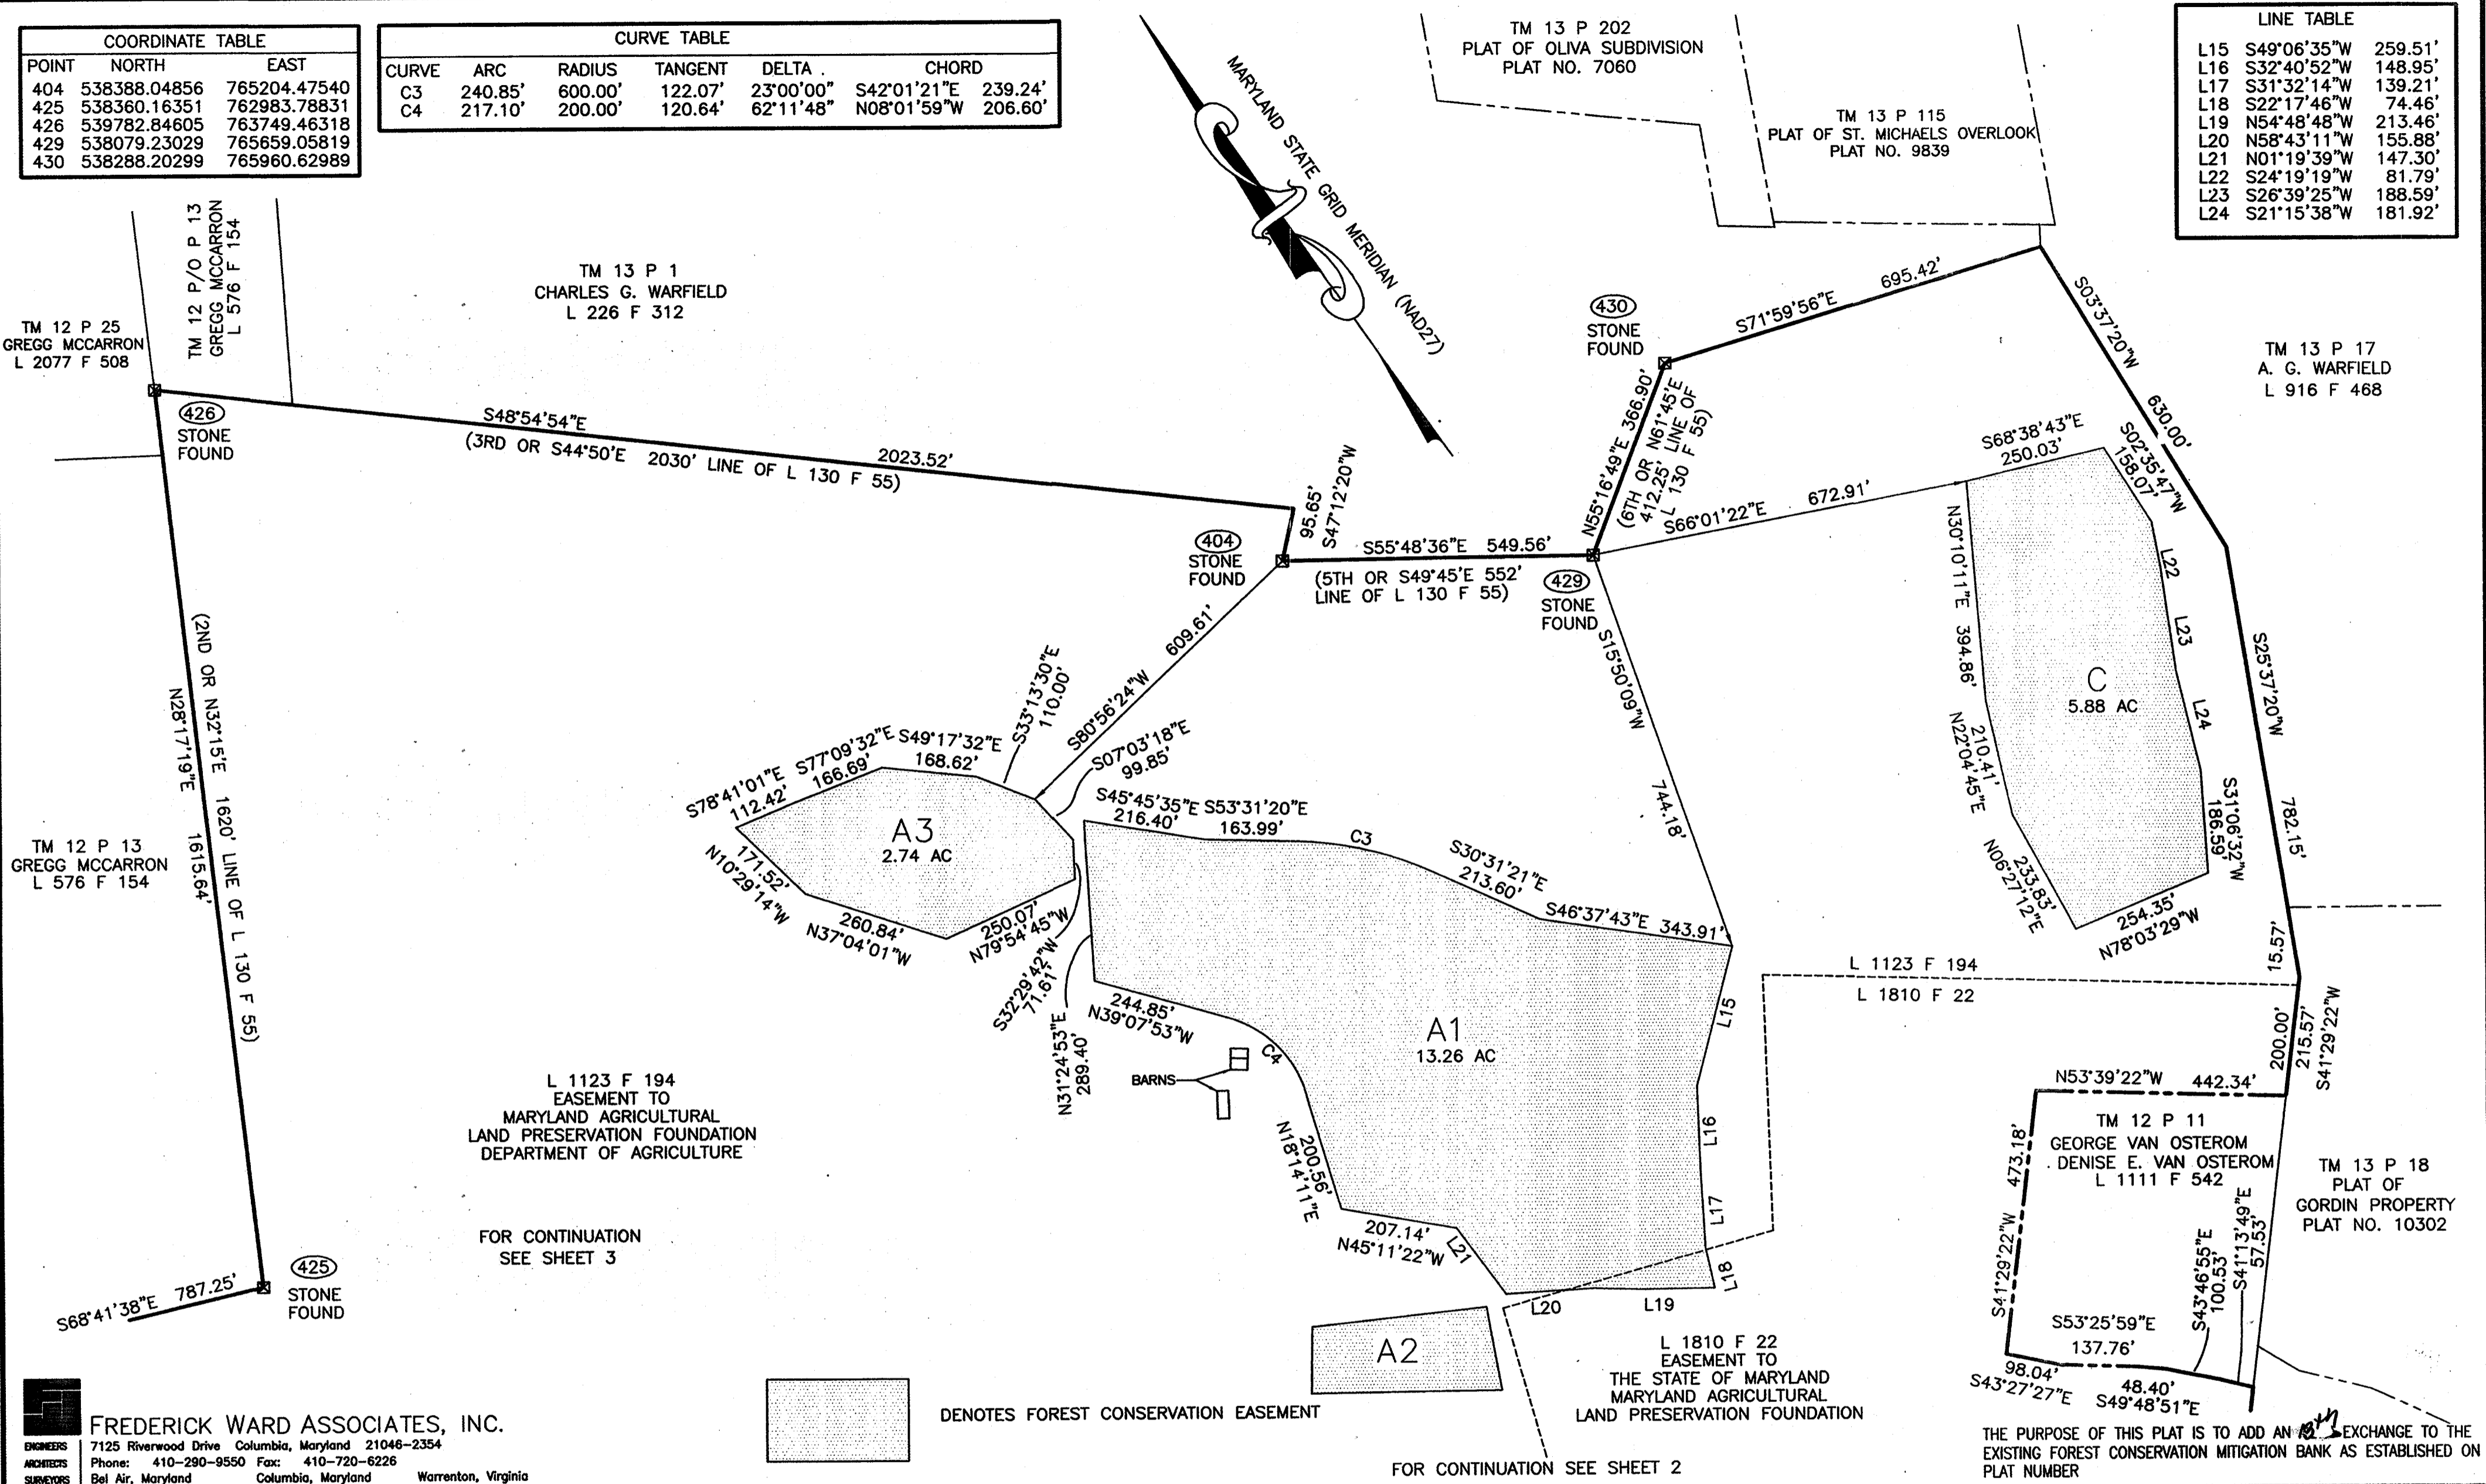 COORDINATE TABLE
POINT NORTH EAST
404 538388.04856 765204.47540
425 538360.16351 762983.78831
426 539782.84605 763749.46318
429 538079.23029 765659.05819
430 538288.20299 765960.62989
CURVE TABLE
CURVE ARC RADIUS TANGENT DELTA . CHORD
C3 240.85' 600.00' 122.07' 23°00'00" S42°01'21"E 239.24'
C4 217.10' 200.00' 120.64' 62°11'48" N08°01'59"W 206.60'
MARYLAND STATE GRID MERIDIAN (NAD27)
TM 13 P 202
PLAT OF OLIVA SUBDIVISION
PLAT NO. 7060
TM 13 P 115
PLAT OF ST. MICHAELS OVERLOOK
PLAT NO. 9839
LINE TABLE
L15 S49°06'35"W 259.51'
L16 S32°40'52"W 148.95'
L17 S31°32'14"W 139.21'
L18 S22°17'46"W 74.46'
L19 N54°48'48"W 213.46'
L20 N58°43'11"W 155.88'
L21 N01°19'39"W 147.30'
L22 S24°19'19"W 81.79'
L23 S26°39'25"W 188.59'
L24 S21°15'38"W 181.92'
TM 12 P 25
GREGG MCCARRON
L 2077 F 508
TM 12 P/O P 13
GREGG MCCARRON
L 576 F 154
TM 13 P 1
CHARLES G. WARFIELD
L 226 F 312
426
STONE
FOUND
S48°54'54"E
2023.52'
(3RD OR S44°50'E 2030' LINE OF L 130 F 55)
95.65'
S47°12'20"W
404
STONE
FOUND
S55°48'36"E 549.56'
(5TH OR S49°45'E 552'
LINE OF L 130 F 55)
429
STONE
FOUND
430
STONE
FOUND
N55°16'49"E 366.90'
(6TH OR N61°45'E
412.25' LINE OF
L 130 F 55)
S71°59'56"E 695.42'
S66°01'22"E 672.91'
S03°37'20"W 630.00'
TM 13 P 17
A. G. WARFIELD
L 916 F 468
S68°38'43"E
250.03'
S02°35'47"W
158.07'
L22
L23
L24
C
5.88 AC
N30°10'11"E 394.86'
210.41'
N22°04'45"E
233.83'
N06°27'12"E
254.35'
N78°03'29"W
S31°06'32"W
186.59'
S25°37'20"W 782.15'
15.57'
200.00'
215.57'
S41°29'22"W
(2ND OR N32°15'E 1620' LINE OF L 130 F 55)
N28°17'19"E 1615.64'
TM 12 P 13
GREGG MCCARRON
L 576 F 154
S80°56'24"W 609.61'
S33°13'30"E
110.00'
S07°03'18"E
99.85'
S78°41'01"E
112.42'
S77°09'32"E
166.69'
S49°17'32"E
168.62'
A3
2.74 AC
171.52'
N10°29'14"W
260.84'
N37°04'01"W
250.07'
N79°54'45"W
S32°29'42"W
71.61'
N31°24'53"E
289.40'
S45°45'35"E
216.40'
S53°31'20"E
163.99'
C3
S30°31'21"E
213.60'
S46°37'43"E 343.91'
S15°50'09"W 744.18'
244.85'
N39°07'53"W
C4
BARNS
A1
13.26 AC
L15
L16
L17
L18
L19
L20
L21
200.56'
N18°14'11"E
207.14'
N45°11'22"W
A2
L 1123 F 194
L 1810 F 22
L 1123 F 194
EASEMENT TO
MARYLAND AGRICULTURAL
LAND PRESERVATION FOUNDATION
DEPARTMENT OF AGRICULTURE
FOR CONTINUATION
SEE SHEET 3
425
STONE
FOUND
S68°41'38"E 787.25'
N53°39'22"W 442.34'
TM 12 P 11
GEORGE VAN OSTEROM
DENISE E. VAN OSTEROM
L 1111 F 542
S41°29'22"W 473.18'
S53°25'59"E
137.76'
S43°46'55"E
100.53'
S41°13'49"E
57.53'
98.04'
S43°27'27"E
48.40'
S49°48'51"E
TM 13 P 18
PLAT OF
GORDIN PROPERTY
PLAT NO. 10302
L 1810 F 22
EASEMENT TO
THE STATE OF MARYLAND
MARYLAND AGRICULTURAL
LAND PRESERVATION FOUNDATION
FREDERICK WARD ASSOCIATES, INC.
ENGINEERS
ARCHITECTS
SURVEYORS
7125 Riverwood Drive Columbia, Maryland 21046-2354
Phone: 410-290-9550 Fax: 410-720-6226
Bel Air, Maryland Columbia, Maryland Warrenton, Virginia
DENOTES FOREST CONSERVATION EASEMENT
FOR CONTINUATION SEE SHEET 2
THE PURPOSE OF THIS PLAT IS TO ADD AN EXCHANGE TO THE
EXISTING FOREST CONSERVATION MITIGATION BANK AS ESTABLISHED ON
PLAT NUMBER